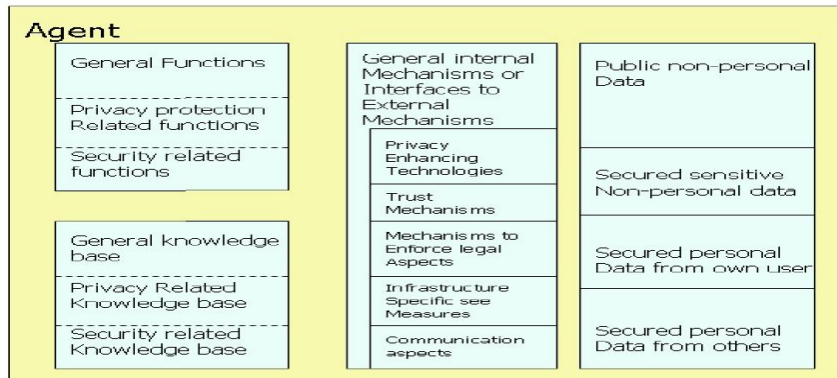 Agent
General Functions
Privacy protection
Related functions
Security related
functions
General knowledge
base
Privacy Related
Knowledge base
Security related
Knowledge base
General internal
Mechanisms or
Interfaces to
External
Mechanisms
Privacy
Enhancing
Technologies
Trust
Mechanisms
Mechanisms to
Enforce legal
Aspects
Infrastructure
Specific see
Measures
Communication
aspects
Public non-personal
Data
Secured sensitive
Non-personal data
Secured personal
Data from own user
Secured personal
Data from others